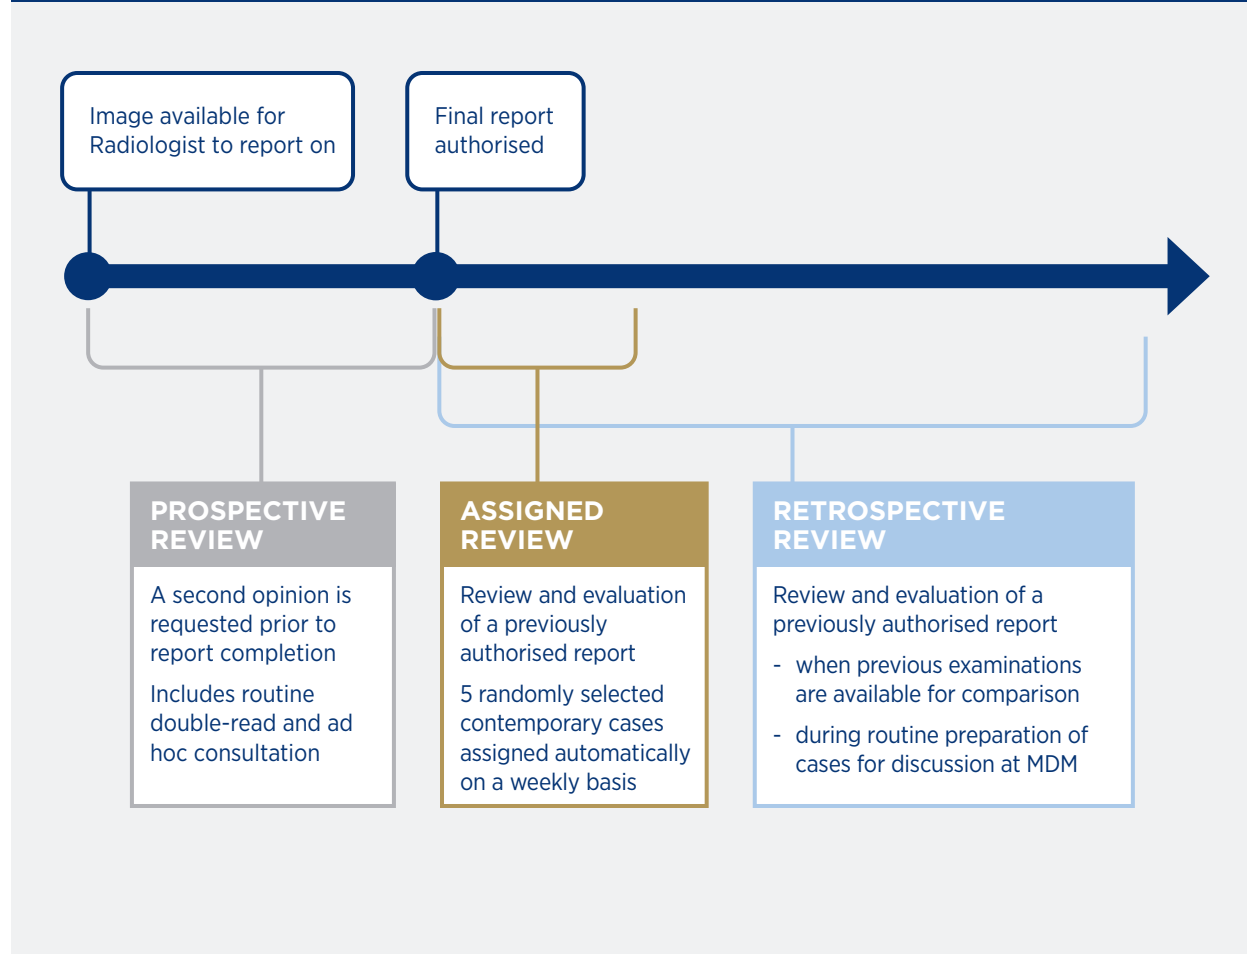 Image available for
Radiologist to report on
Final report
authorised
PROSPECTIVE
REVIEW
A second opinion is
requested prior to
report completion
Includes routine
double-read and ad
hoc consultation
ASSIGNED
REVIEW
Review and evaluation
of a previously
authorised report
5 randomly selected
contemporary cases
assigned automatically
on a weekly basis
RETROSPECTIVE
REVIEW
Review and evaluation of a
previously authorised report
- when previous examinations
are available for comparison
- during routine preparation of
cases for discussion at MDM